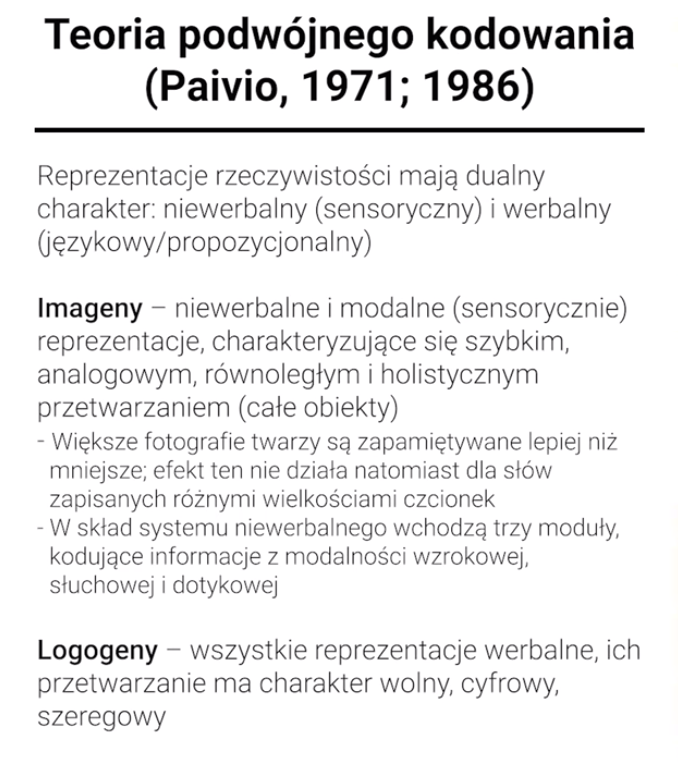 Teoria podwójnego kodowania
(Paivio, 1971; 1986)
Reprezentacje rzeczywistości mają dualny
charakter: niewerbalny (sensoryczny) i werbalny
(językowy/propozycjonalny)
Imageny – niewerbalne i modalne (sensorycznie)
reprezentacje, charakteryzujące się szybkim,
analogowym, równoległym i holistycznym
przetwarzaniem (całe obiekty)
- Większe fotografie twarzy są zapamiętywane lepiej niż
mniejsze; efekt ten nie działa natomiast dla słów
zapisanych różnymi wielkościami czcionek
- W skład systemu niewerbalnego wchodzą trzy moduły,
kodujące informacje z modalności wzrokowej,
słuchowej i dotykowej
Logogeny – wszystkie reprezentacje werbalne, ich
przetwarzanie ma charakter wolny, cyfrowy,
szeregowy